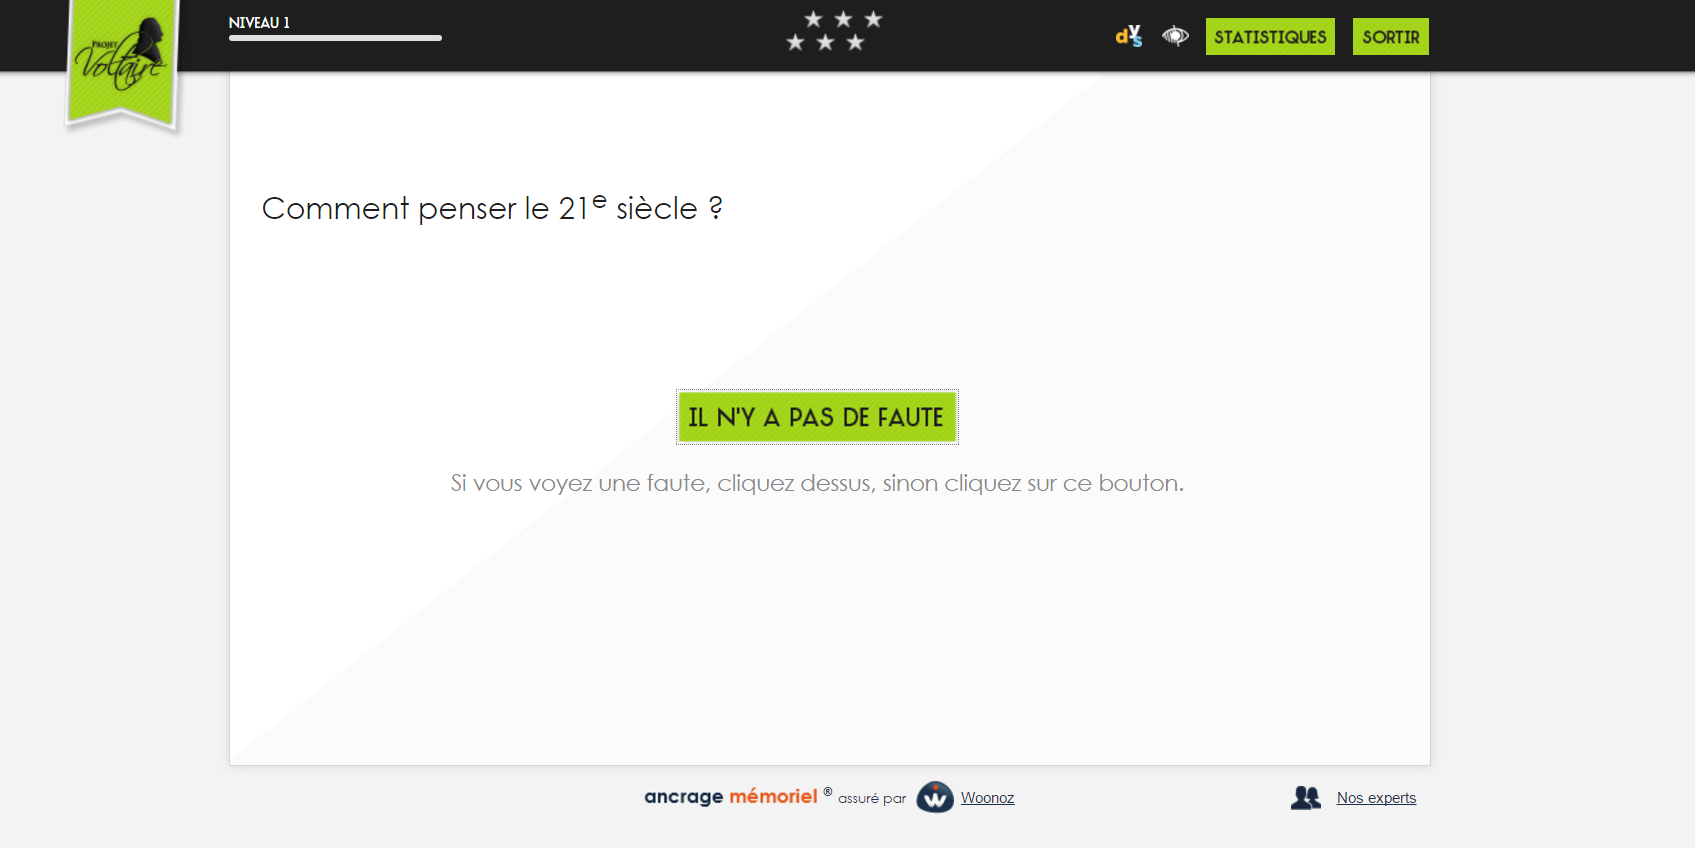 PROJET
Voltaire
NIVEAU 1
dys
STATISTIQUES
SORTIR
Comment penser le 21e siècle ?
IL N'Y A PAS DE FAUTE
Si vous voyez une faute, cliquez dessus, sinon cliquez sur ce bouton.
ancrage mémoriel ® assuré par W Woonoz
Nos experts